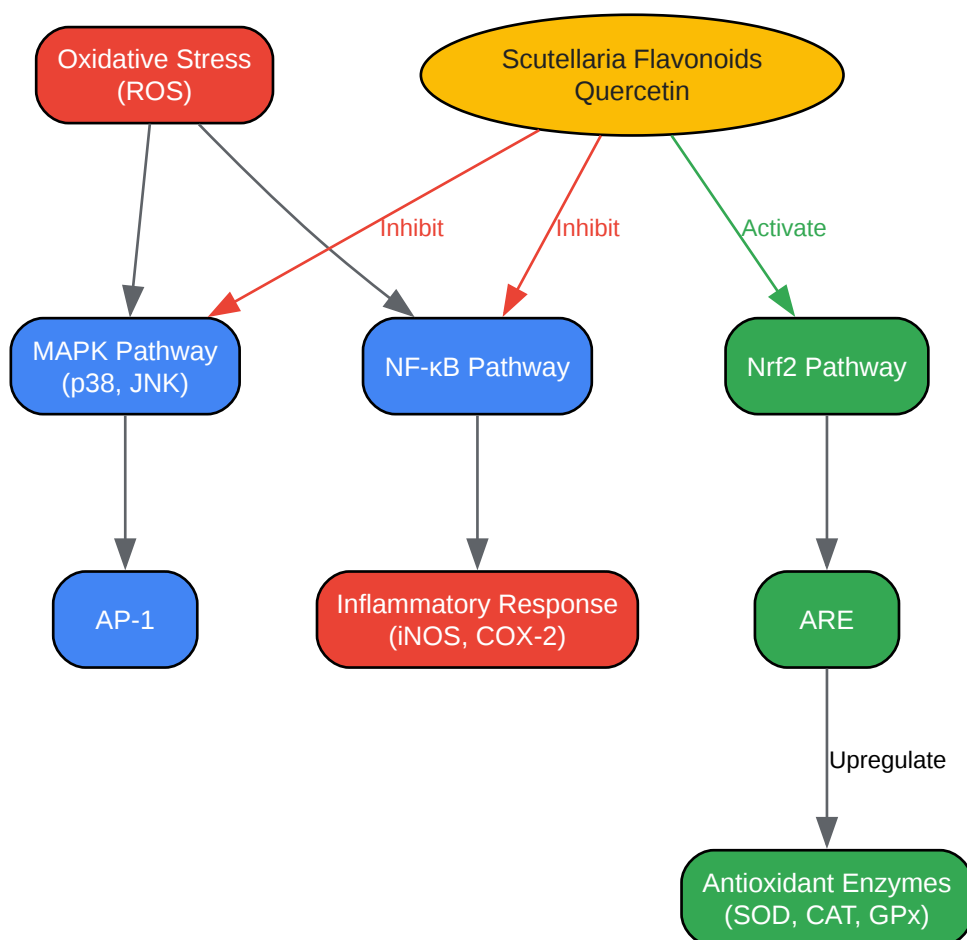 Oxidative Stress
(ROS)
Scutellaria Flavonoids
Quercetin
Inhibit
Inhibit
Activate
MAPK Pathway
(p38, JNK)
NF-κB Pathway
Nrf2 Pathway
AP-1
Inflammatory Response
(iNOS, COX-2)
ARE
Upregulate
Antioxidant Enzymes
(SOD, CAT, GPx)